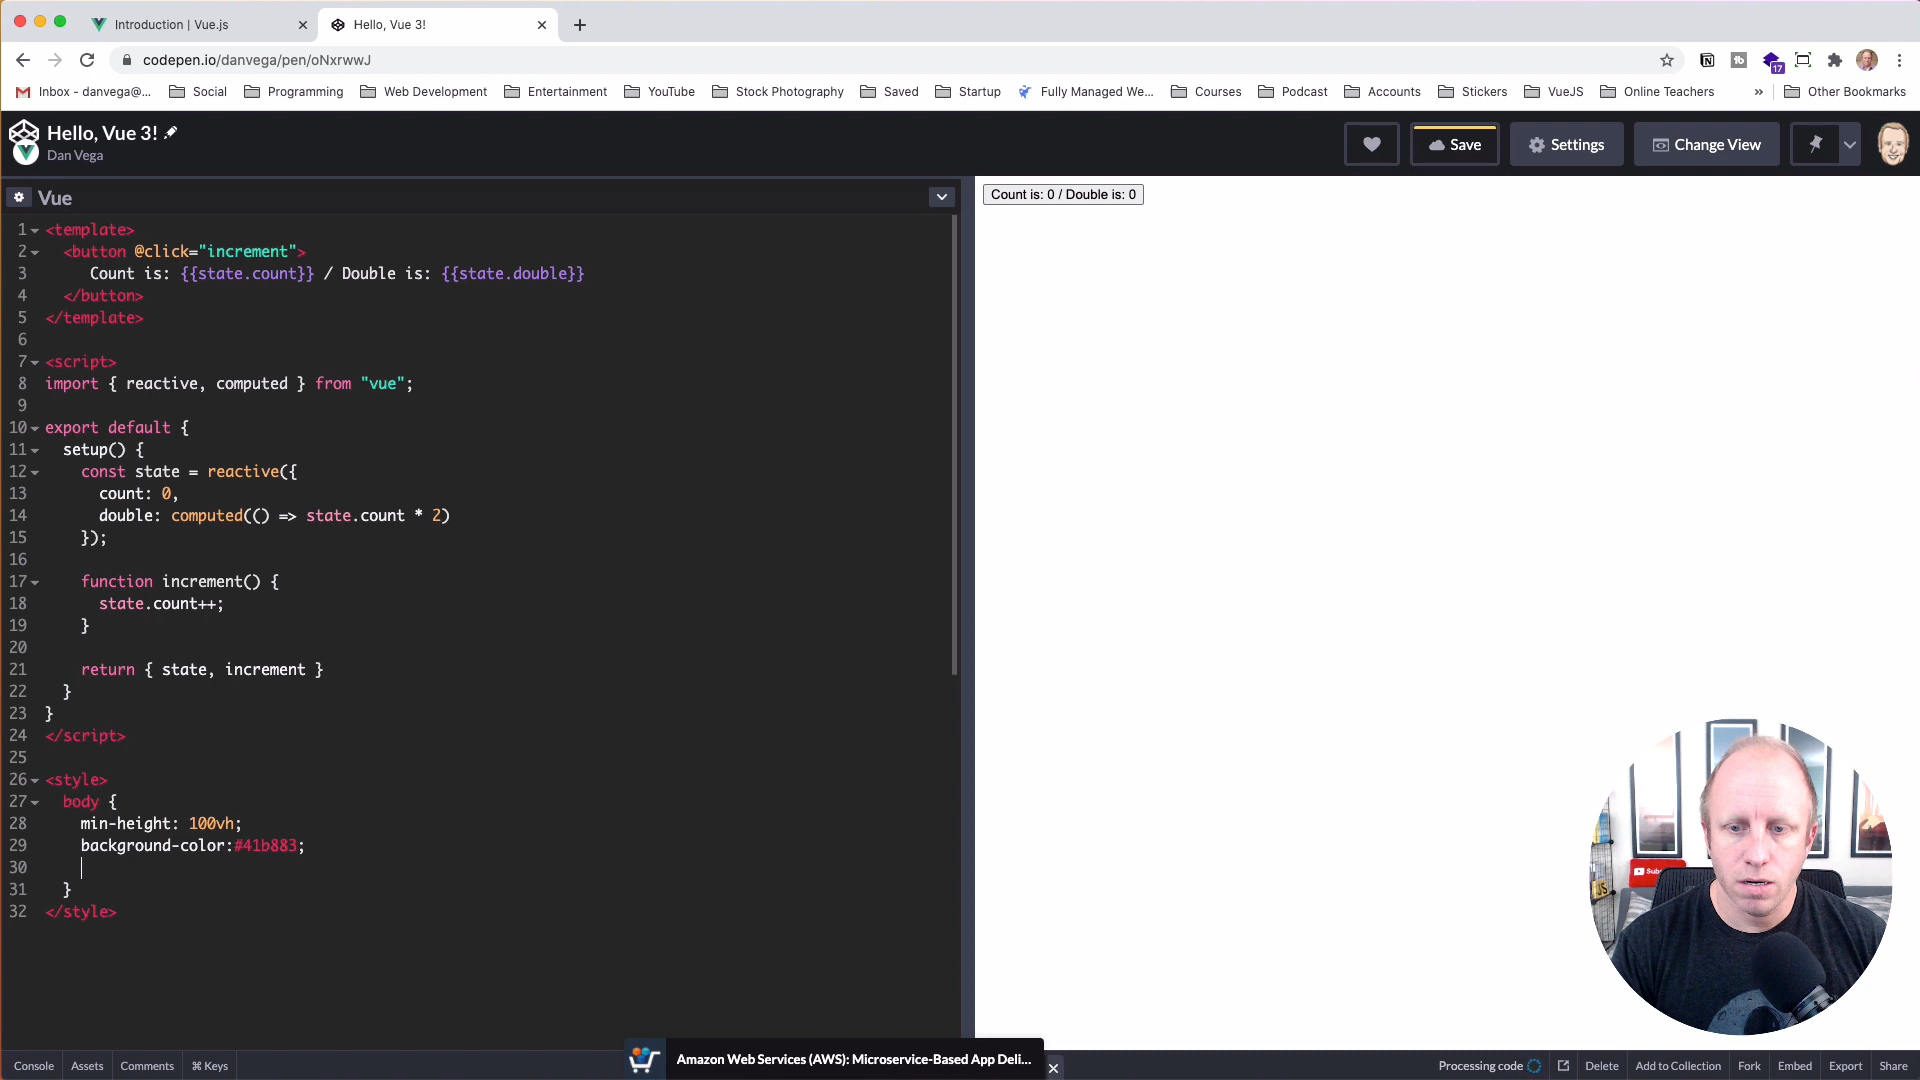 Introduction | Vue.js
Hello, Vue 3!
codepen.io/danvega/pen/oNxrwwJ
17
Inbox - danvega@...
Social
Programming
Web Development
Entertainment
YouTube
Stock Photography
Saved
Startup
Fully Managed We...
Courses
Podcast
Accounts
Stickers
VueJS
Online Teachers
»
Other Bookmarks
Hello, Vue 3!
Dan Vega
Save
Settings
Change View
Vue
Count is: 0 / Double is: 0
1 <template>
2 <button @click="increment">
3 Count is: {{state.count}} / Double is: {{state.double}}
4 </button>
5 </template>
6
7 <script>
8 import { reactive, computed } from "vue";
9
10 export default {
11 setup() {
12 const state = reactive({
13 count: 0,
14 double: computed(() => state.count * 2)
15 });
16
17 function increment() {
18 state.count++;
19 }
20
21 return { state, increment }
22 }
23 }
24 </script>
25
26 <style>
27 body {
28 min-height: 100vh;
29 background-color:#41b883;
30
31 }
32 </style>
JS
Console
Assets
Comments
⌘ Keys
Amazon Web Services (AWS): Microservice-Based App Deli...
Processing code
Delete
Add to Collection
Fork
Embed
Export
Share